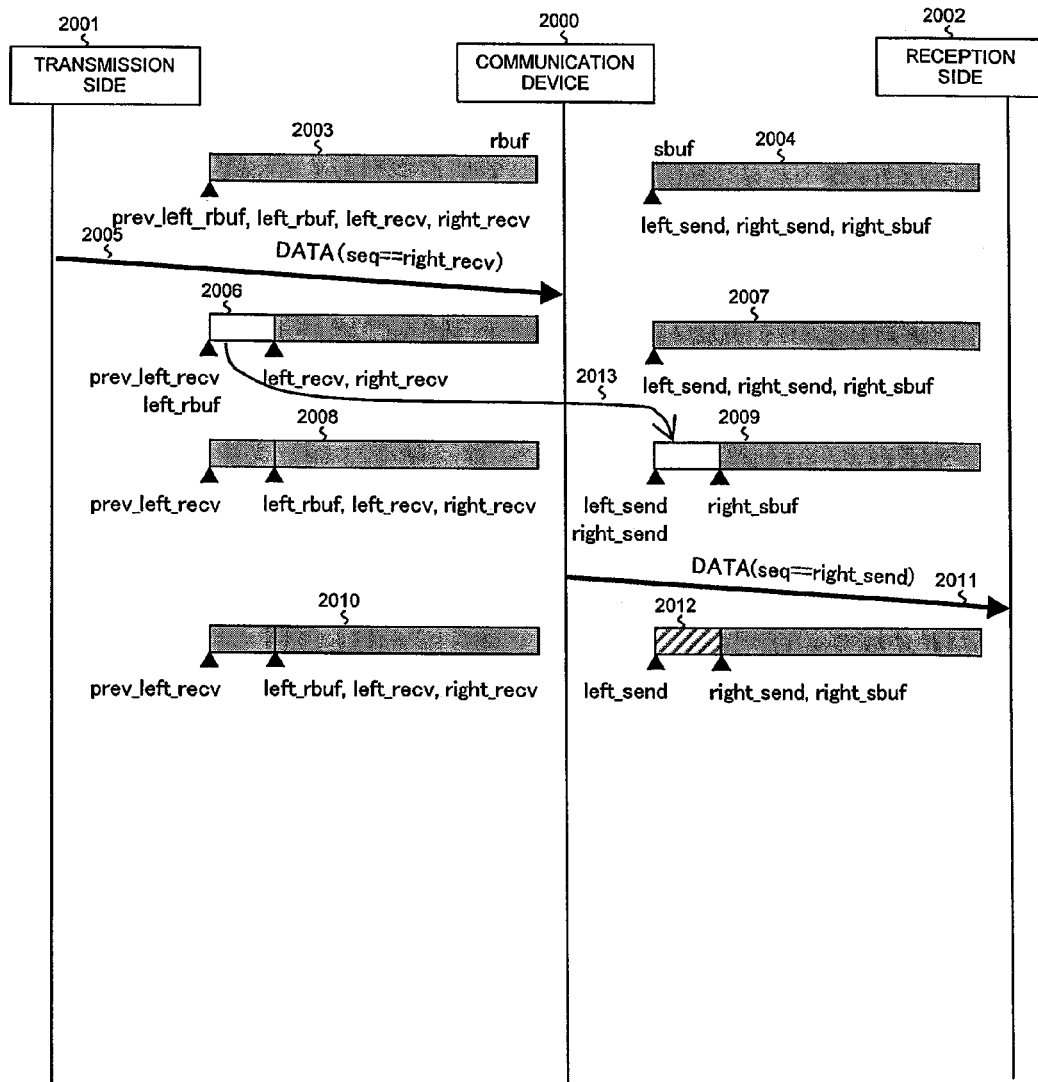 2001
2000
2002
TRANSMISSION
SIDE
COMMUNICATION
DEVICE
RECEPTION
SIDE
2003
rbuf
sbuf
2004
prev_left_rbuf, left_rbuf, left_recv, right_recv
left_send, right_send, right_sbuf
2005
DATA(seq==right_recv)
2006
2007
prev_left_recv
left_rbuf
left_recv, right_recv
left_send, right_send, right_sbuf
2013
2008
2009
prev_left_recv
left_rbuf, left_recv, right_recv
left_send
right_send
right_sbuf
DATA(seq==right_send)
2011
2010
2012
prev_left_recv
left_rbuf, left_recv, right_recv
left_send
right_send, right_sbuf